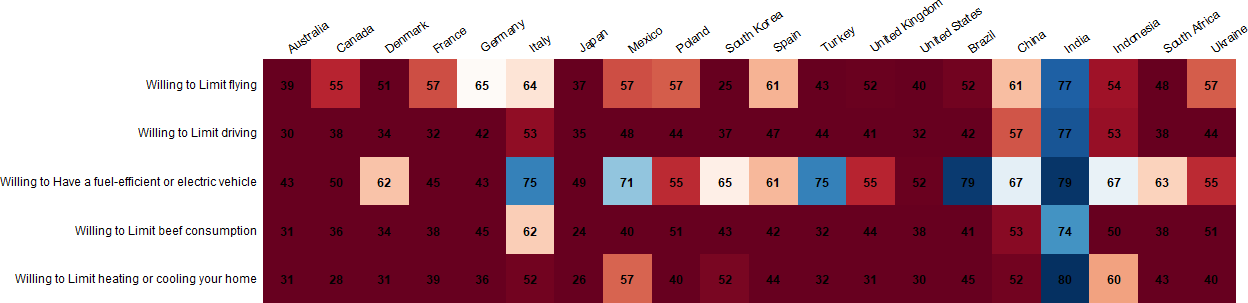 Australia Canada Denmark France Germany Italy Japan Mexico Poland South Korea Spain Turkey United Kingdom United States Brazil China India Indonesia South Africa Ukraine
Willing to Limit flying 39 55 51 57 65 64 37 57 57 25 61 43 52 40 52 61 77 54 48 57
Willing to Limit driving 30 38 34 32 42 53 35 48 44 37 47 44 41 32 42 57 77 53 38 44
Willing to Have a fuel-efficient or electric vehicle 43 50 62 45 43 75 49 71 55 65 61 75 55 52 79 67 79 67 63 55
Willing to Limit beef consumption 31 36 34 38 45 62 24 40 51 43 42 32 44 38 41 53 74 50 38 51
Willing to Limit heating or cooling your home 31 28 31 39 36 52 26 57 40 52 44 32 31 30 45 52 80 60 43 40